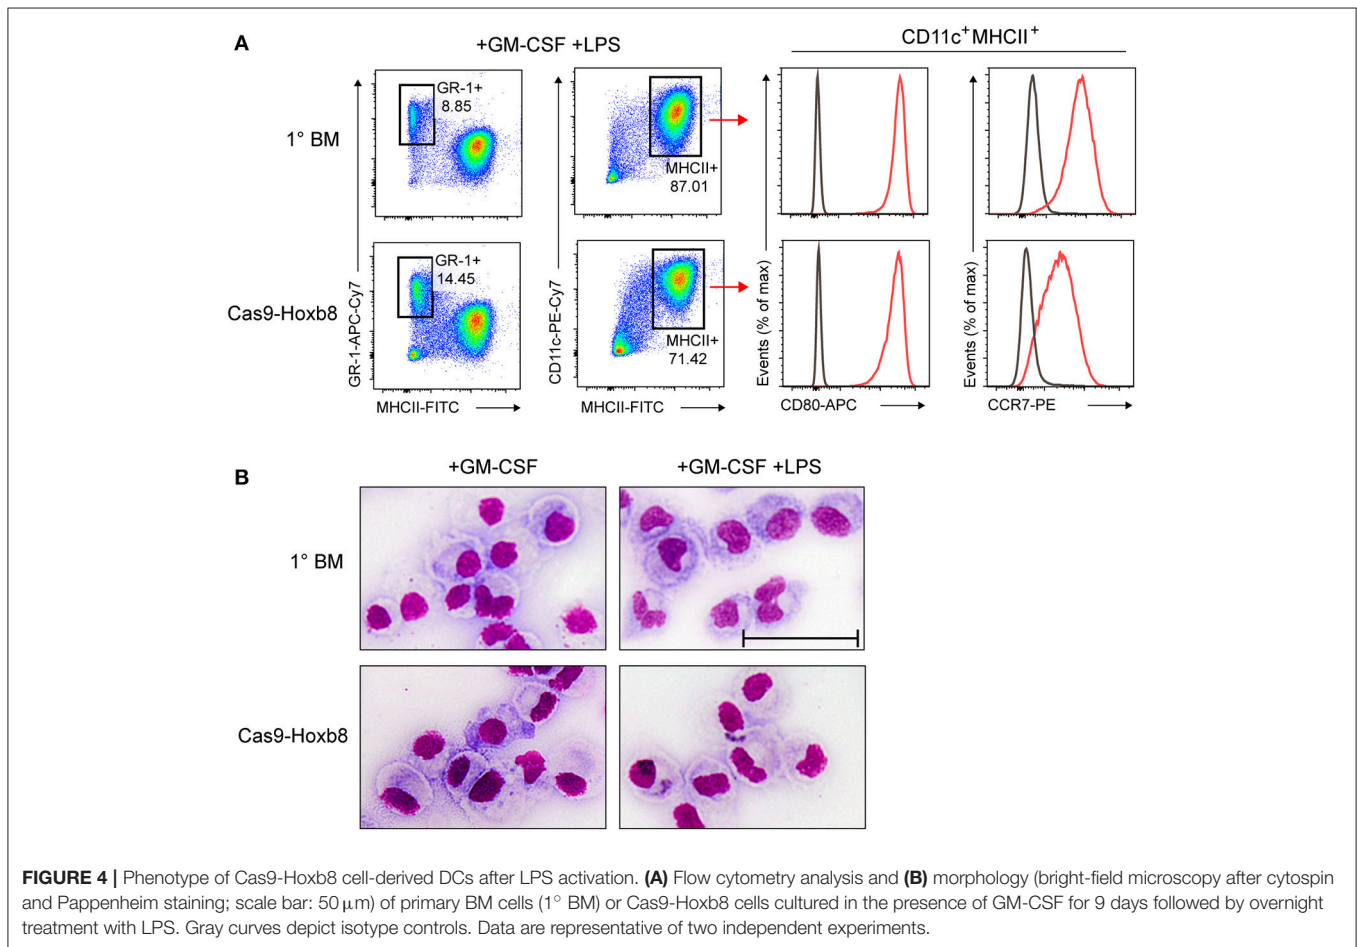 A
+GM-CSF +LPS
CD11c⁺MHCII⁺
1° BM
GR-1+
8.85
MHCII+
87.01
Cas9-Hoxb8
GR-1+
14.45
MHCII+
71.42
GR-1-APC-Cy7
CD11c-PE-Cy7
Events (% of max)
Events (% of max)
MHCII-FITC
MHCII-FITC
CD80-APC
CCR7-PE
B
+GM-CSF
+GM-CSF +LPS
1° BM
Cas9-Hoxb8
FIGURE 4 | Phenotype of Cas9-Hoxb8 cell-derived DCs after LPS activation. (A) Flow cytometry analysis and (B) morphology (bright-field microscopy after cytospin
and Pappenheim staining; scale bar: 50 μm) of primary BM cells (1° BM) or Cas9-Hoxb8 cells cultured in the presence of GM-CSF for 9 days followed by overnight
treatment with LPS. Gray curves depict isotype controls. Data are representative of two independent experiments.